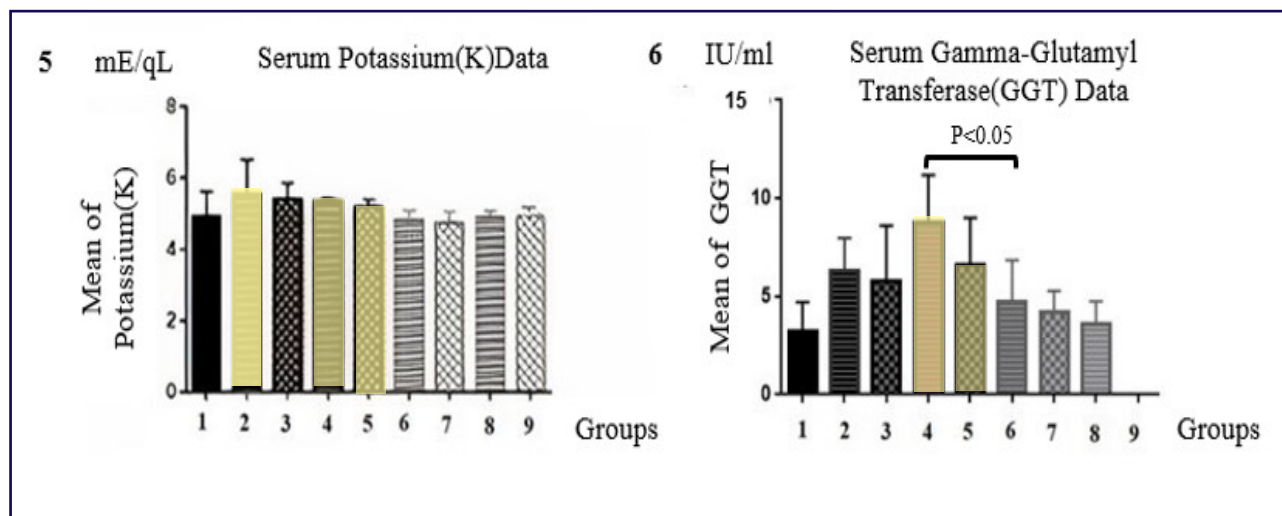 5 mE/qL Serum Potassium(K)Data
8
6
4
2
0
Mean of
Potassium(K)
1 2 3 4 5 6 7 8 9 Groups
6 IU/ml Serum Gamma-Glutamyl
Transferase(GGT) Data
P<0.05
15
10
5
0
Mean of GGT
1 2 3 4 5 6 7 8 9 Groups